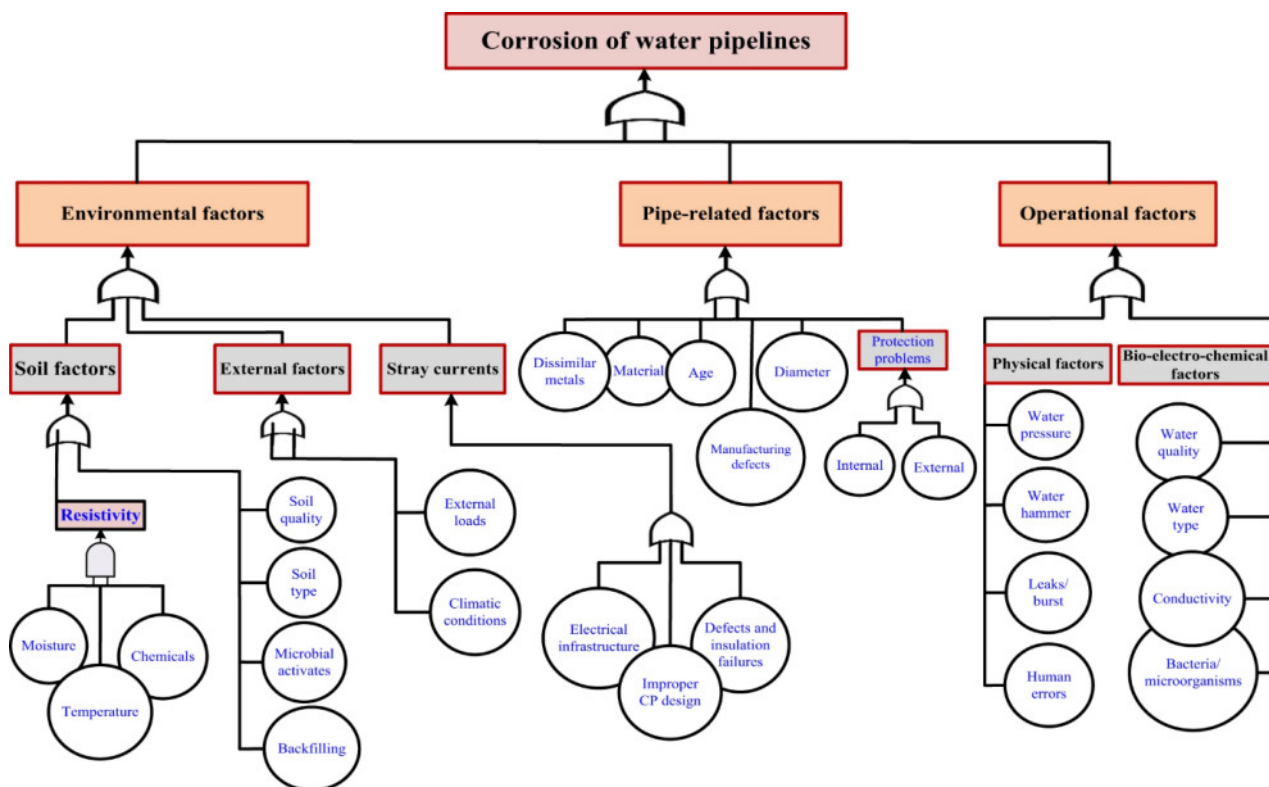 Corrosion of water pipelines
Environmental factors
Pipe-related factors
Operational factors
Soil factors
External factors
Stray currents
Dissimilar
metals
Material
Age
Diameter
Protection
problems
Physical factors
Bio-electro-chemical
factors
Manufacturing
defects
Internal
External
Water
pressure
Water
quality
Resistivity
Soil
quality
External
loads
Water
hammer
Water
type
Soil
type
Climatic
conditions
Leaks/
burst
Conductivity
Moisture
Chemicals
Temperature
Microbial
activates
Electrical
infrastructure
Improper
CP design
Defects and
insulation
failures
Human
errors
Bacteria/
microorganisms
Backfilling